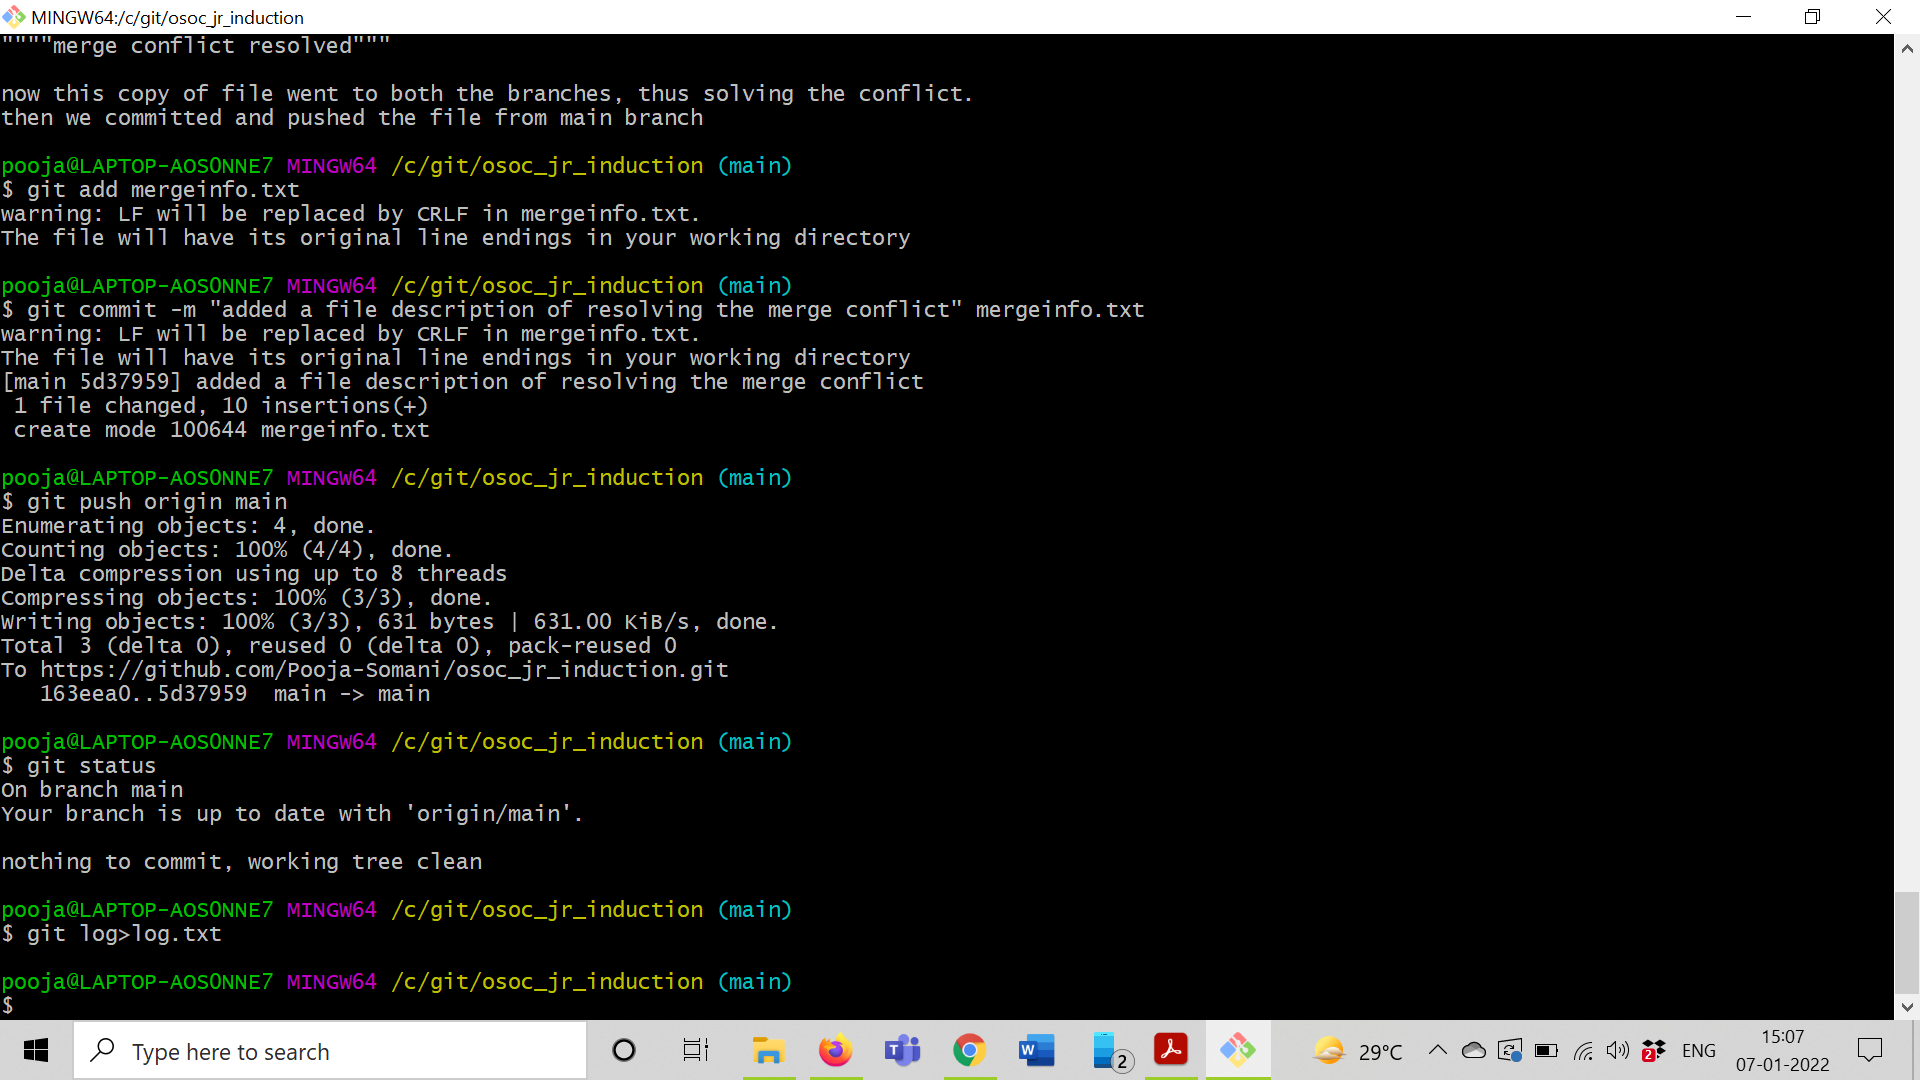 MINGW64:/c/git/osoc_jr_induction
""""merge conflict resolved"""
now this copy of file went to both the branches, thus solving the conflict.
then we committed and pushed the file from main branch
pooja@LAPTOP-AOS0NNE7 MINGW64 /c/git/osoc_jr_induction (main)
$ git add mergeinfo.txt
warning: LF will be replaced by CRLF in mergeinfo.txt.
The file will have its original line endings in your working directory
pooja@LAPTOP-AOS0NNE7 MINGW64 /c/git/osoc_jr_induction (main)
$ git commit -m "added a file description of resolving the merge conflict" mergeinfo.txt
warning: LF will be replaced by CRLF in mergeinfo.txt.
The file will have its original line endings in your working directory
[main 5d37959] added a file description of resolving the merge conflict
1 file changed, 10 insertions(+)
create mode 100644 mergeinfo.txt
pooja@LAPTOP-AOS0NNE7 MINGW64 /c/git/osoc_jr_induction (main)
$ git push origin main
Enumerating objects: 4, done.
Counting objects: 100% (4/4), done.
Delta compression using up to 8 threads
Compressing objects: 100% (3/3), done.
Writing objects: 100% (3/3), 631 bytes | 631.00 KiB/s, done.
Total 3 (delta 0), reused 0 (delta 0), pack-reused 0
To https://github.com/Pooja-Somani/osoc_jr_induction.git
163eea0..5d37959  main -> main
pooja@LAPTOP-AOS0NNE7 MINGW64 /c/git/osoc_jr_induction (main)
$ git status
On branch main
Your branch is up to date with 'origin/main'.
nothing to commit, working tree clean
pooja@LAPTOP-AOS0NNE7 MINGW64 /c/git/osoc_jr_induction (main)
$ git log>log.txt
pooja@LAPTOP-AOS0NNE7 MINGW64 /c/git/osoc_jr_induction (main)
$
Type here to search
2
29°C
2
ENG
15:07
07-01-2022